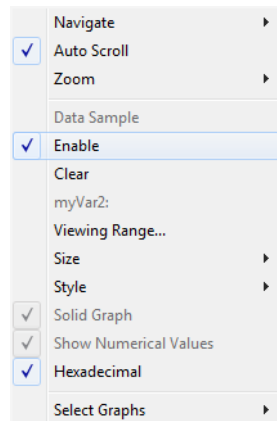 Navigate
Auto Scroll
Zoom
Data Sample
Enable
Clear
myVar2:
Viewing Range...
Size
Style
Solid Graph
Show Numerical Values
Hexadecimal
Select Graphs